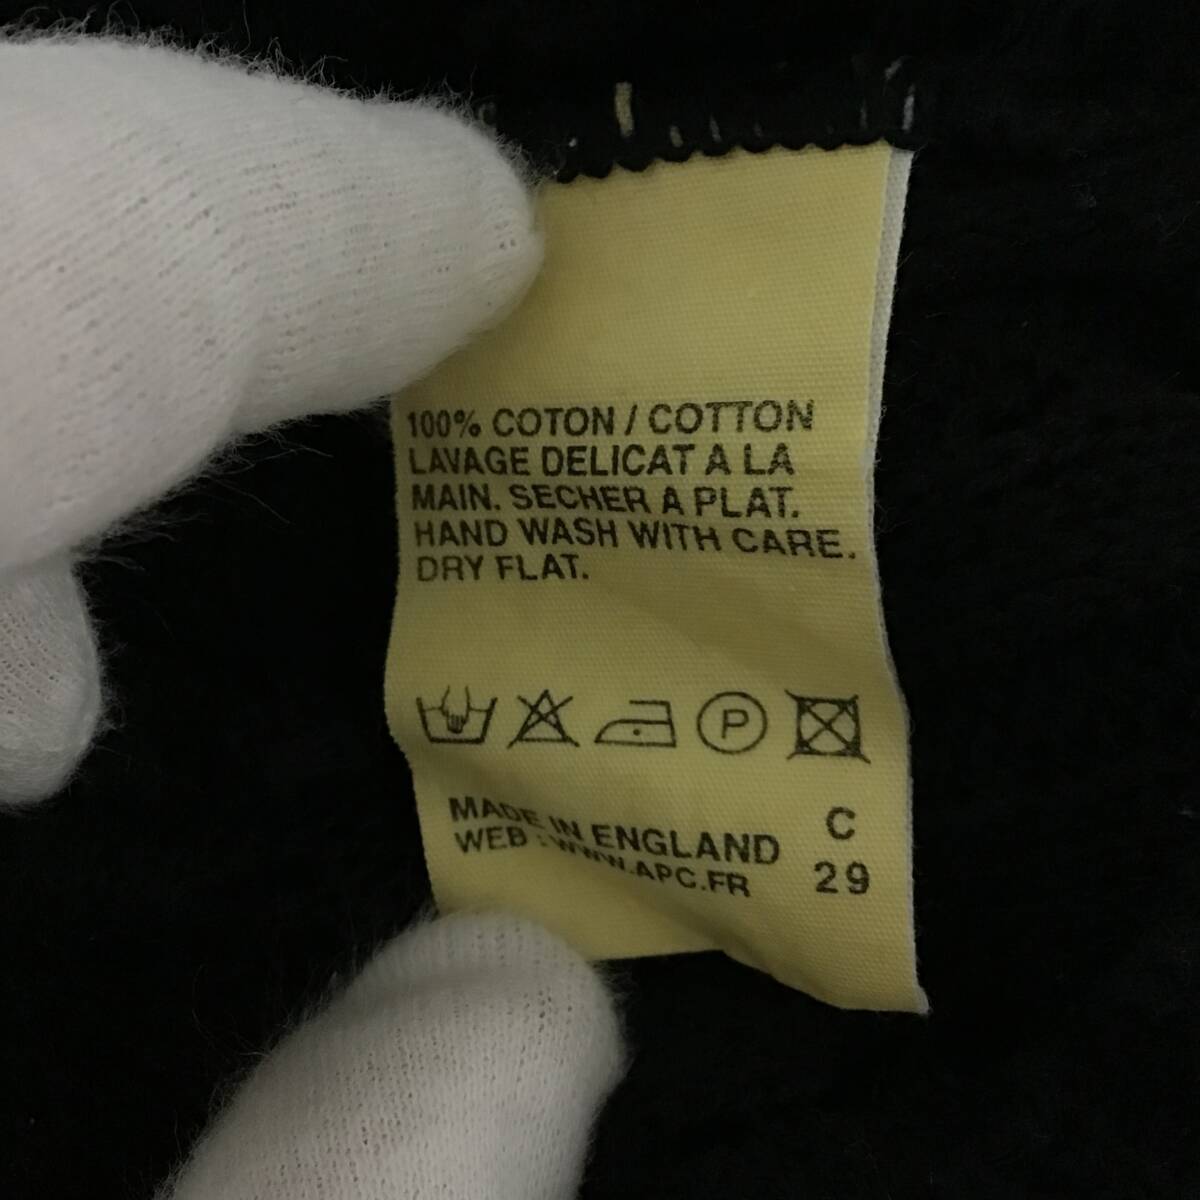 100% COTON / COTTON
LAVAGE DELICAT A LA
MAIN. SECHER A PLAT.
HAND WASH WITH CARE.
DRY FLAT.
P
MADE IN ENGLAND
WEB : WWW.APC.FR
C
29